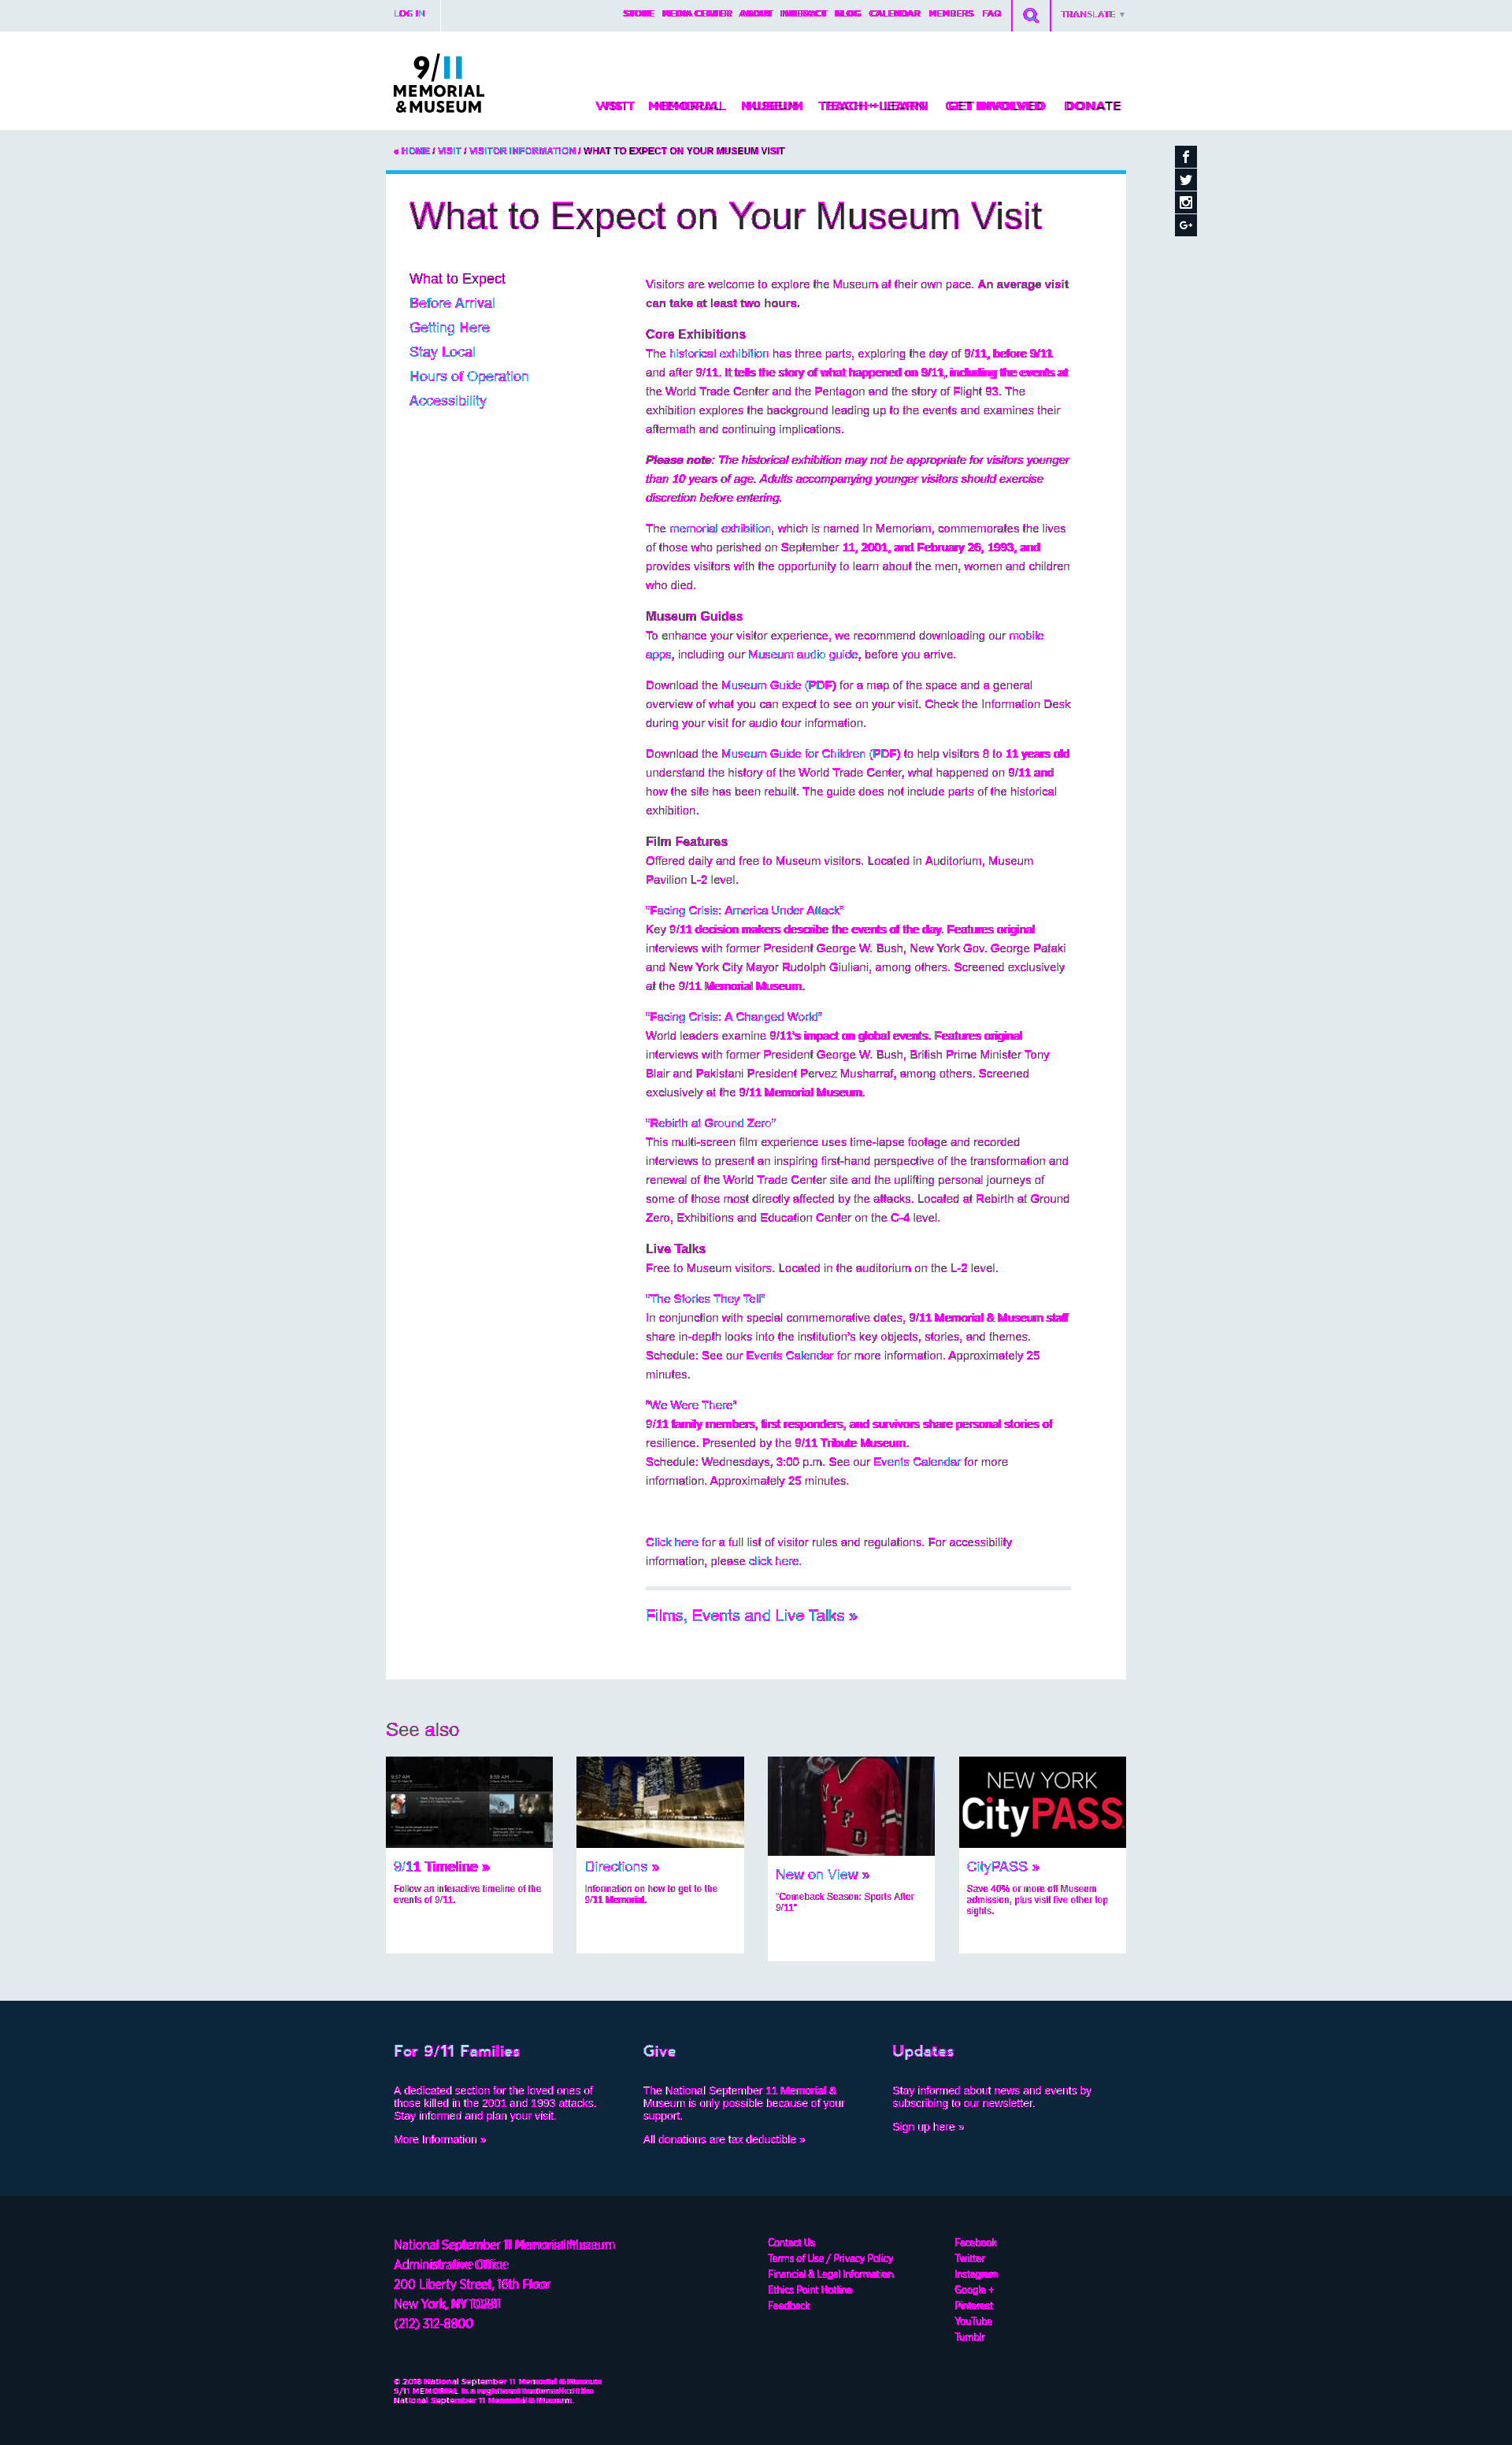 LOG IN
STORE MEDIA CENTER ABOUT INTERACT BLOG CALENDAR MEMBERS FAQ TRANSLATE ▼
9/11
MEMORIAL
& MUSEUM
VISIT MEMORIAL MUSEUM TEACH + LEARN GET INVOLVED DONATE
« HOME / VISIT / VISITOR INFORMATION / WHAT TO EXPECT ON YOUR MUSEUM VISIT
What to Expect on Your Museum Visit
What to Expect
Before Arrival
Getting Here
Stay Local
Hours of Operation
Accessibility
Visitors are welcome to explore the Museum at their own pace. An average visit
can take at least two hours.
Core Exhibitions
The historical exhibition has three parts, exploring the day of 9/11, before 9/11
and after 9/11. It tells the story of what happened on 9/11, including the events at
the World Trade Center and the Pentagon and the story of Flight 93. The
exhibition explores the background leading up to the events and examines their
aftermath and continuing implications.
Please note: The historical exhibition may not be appropriate for visitors younger
than 10 years of age. Adults accompanying younger visitors should exercise
discretion before entering.
The memorial exhibition, which is named In Memoriam, commemorates the lives
of those who perished on September 11, 2001, and February 26, 1993, and
provides visitors with the opportunity to learn about the men, women and children
who died.
Museum Guides
To enhance your visitor experience, we recommend downloading our mobile
apps, including our Museum audio guide, before you arrive.
Download the Museum Guide (PDF) for a map of the space and a general
overview of what you can expect to see on your visit. Check the Information Desk
during your visit for audio tour information.
Download the Museum Guide for Children (PDF) to help visitors 8 to 11 years old
understand the history of the World Trade Center, what happened on 9/11 and
how the site has been rebuilt. The guide does not include parts of the historical
exhibition.
Film Features
Offered daily and free to Museum visitors. Located in Auditorium, Museum
Pavilion L-2 level.
"Facing Crisis: America Under Attack"
Key 9/11 decision makers describe the events of the day. Features original
interviews with former President George W. Bush, New York Gov. George Pataki
and New York City Mayor Rudolph Giuliani, among others. Screened exclusively
at the 9/11 Memorial Museum.
"Facing Crisis: A Changed World"
World leaders examine 9/11's impact on global events. Features original
interviews with former President George W. Bush, British Prime Minister Tony
Blair and Pakistani President Pervez Musharraf, among others. Screened
exclusively at the 9/11 Memorial Museum.
"Rebirth at Ground Zero"
This multi-screen film experience uses time-lapse footage and recorded
interviews to present an inspiring first-hand perspective of the transformation and
renewal of the World Trade Center site and the uplifting personal journeys of
some of those most directly affected by the attacks. Located at Rebirth at Ground
Zero, Exhibitions and Education Center on the C-4 level.
Live Talks
Free to Museum visitors. Located in the auditorium on the L-2 level.
"The Stories They Tell"
In conjunction with special commemorative dates, 9/11 Memorial & Museum staff
share in-depth looks into the institution's key objects, stories, and themes.
Schedule: See our Events Calendar for more information. Approximately 25
minutes.
"We Were There"
9/11 family members, first responders, and survivors share personal stories of
resilience. Presented by the 9/11 Tribute Museum.
Schedule: Wednesdays, 3:00 p.m. See our Events Calendar for more
information. Approximately 25 minutes.
Click here for a full list of visitor rules and regulations. For accessibility
information, please click here.
Films, Events and Live Talks »
See also
9:57 AM 9:59 AM
NYFD
NEW YORK
CityPASS
9/11 Timeline »
Follow an interactive timeline of the
events of 9/11.
Directions »
Information on how to get to the
9/11 Memorial.
New on View »
"Comeback Season: Sports After
9/11"
CityPASS »
Save 40% or more off Museum
admission, plus visit five other top
sights.
For 9/11 Families
A dedicated section for the loved ones of
those killed in the 2001 and 1993 attacks.
Stay informed and plan your visit.
More Information »
Give
The National September 11 Memorial &
Museum is only possible because of your
support.
All donations are tax deductible »
Updates
Stay informed about news and events by
subscribing to our newsletter.
Sign up here »
National September 11 Memorial Museum
Administrative Office
200 Liberty Street, 16th Floor
New York, NY 10281
(212) 312-8800
Contact Us
Terms of Use / Privacy Policy
Financial & Legal Information
Ethics Point Hotline
Feedback
Facebook
Twitter
Instagram
Google +
Pinterest
YouTube
Tumblr
© 2018 National September 11 Memorial & Museum
9/11 MEMORIAL is a registered trademark of the
National September 11 Memorial & Museum.